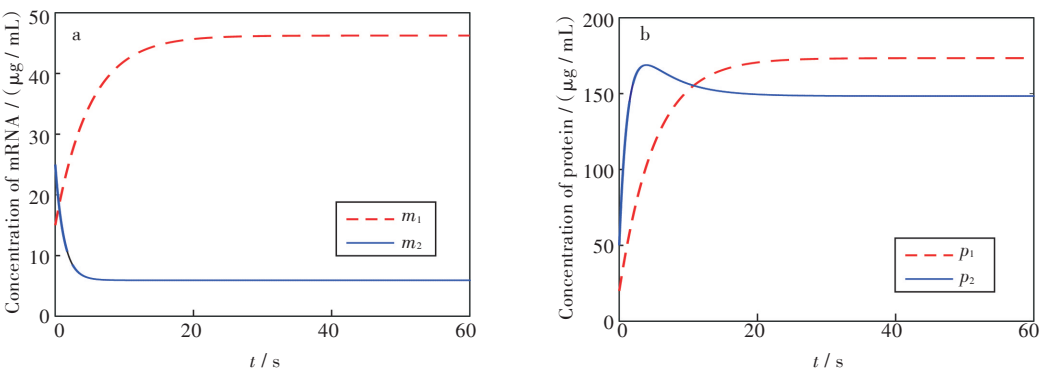 a
Concentration of mRNA / (μg / mL)
50
40
30
20
10
0
0 20 40 60
t / s
m₁
m₂
b
Concentration of protein / (μg / mL)
200
150
100
50
0
0 20 40 60
t / s
p₁
p₂